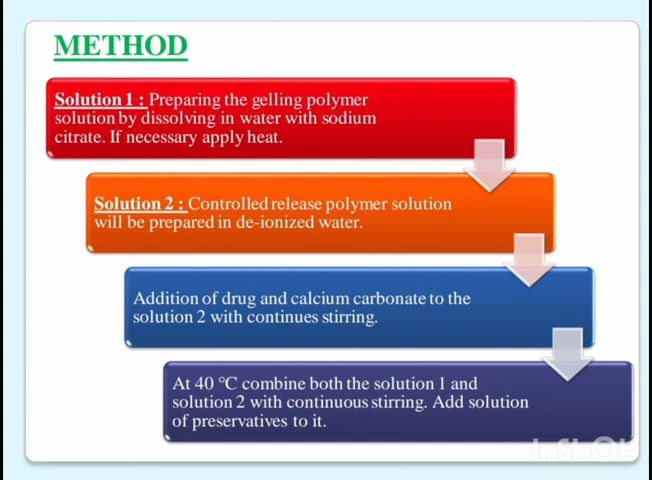 METHOD
Solution 1 : Preparing the gelling polymer
solution by dissolving in water with sodium
citrate. If necessary apply heat.
Solution 2 : Controlled release polymer solution
will be prepared in de-ionized water.
Addition of drug and calcium carbonate to the
solution 2 with continues stirring.
At 40 °C combine both the solution 1 and
solution 2 with continuous stirring. Add solution
of preservatives to it.
InShOt